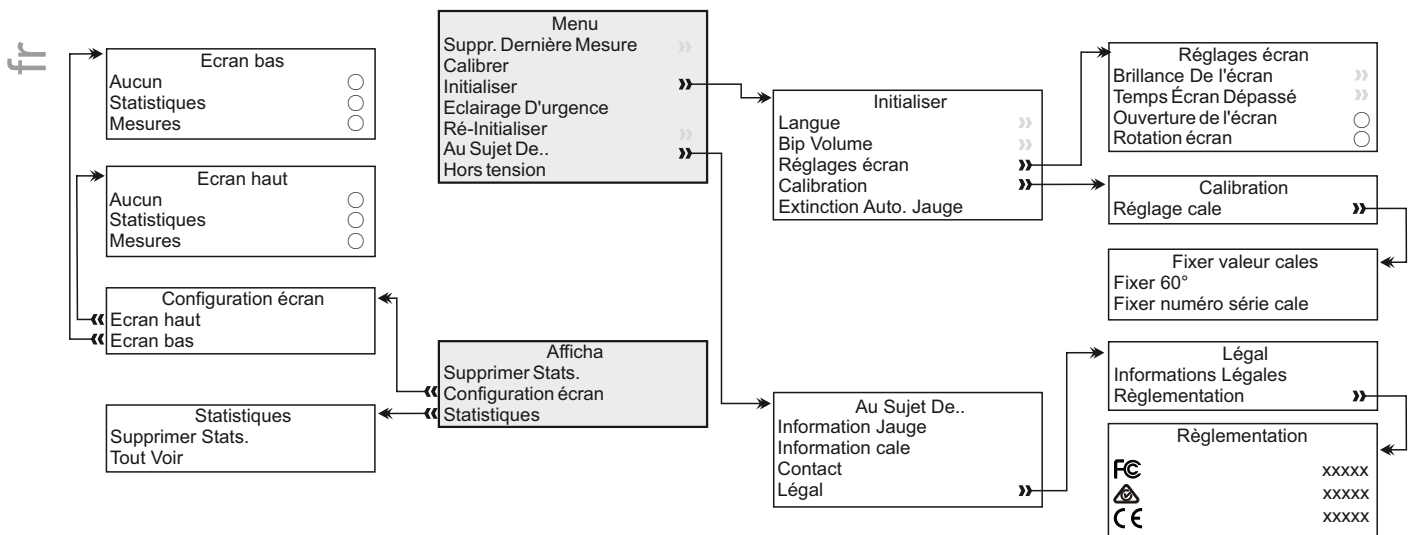 fr
Ecran bas
Aucun
Statistiques
Mesures
Ecran haut
Aucun
Statistiques
Mesures
Configuration écran
Ecran haut
Ecran bas
Statistiques
Supprimer Stats.
Tout Voir
Menu
Suppr. Dernière Mesure
Calibrer
Initialiser
Eclairage D'urgence
Ré-Initialiser
Au Sujet De..
Hors tension
Afficha
Supprimer Stats.
Configuration écran
Statistiques
Initialiser
Langue
Bip Volume
Réglages écran
Calibration
Extinction Auto. Jauge
Au Sujet De..
Information Jauge
Information cale
Contact
Légal
Réglages écran
Brillance De l'écran
Temps Écran Dépassé
Ouverture de l'écran
Rotation écran
Calibration
Réglage cale
Fixer valeur cales
Fixer 60°
Fixer numéro série cale
Légal
Informations Légales
Règlementation
Règlementation
FC xxxxx
xxxxx
CE xxxxx